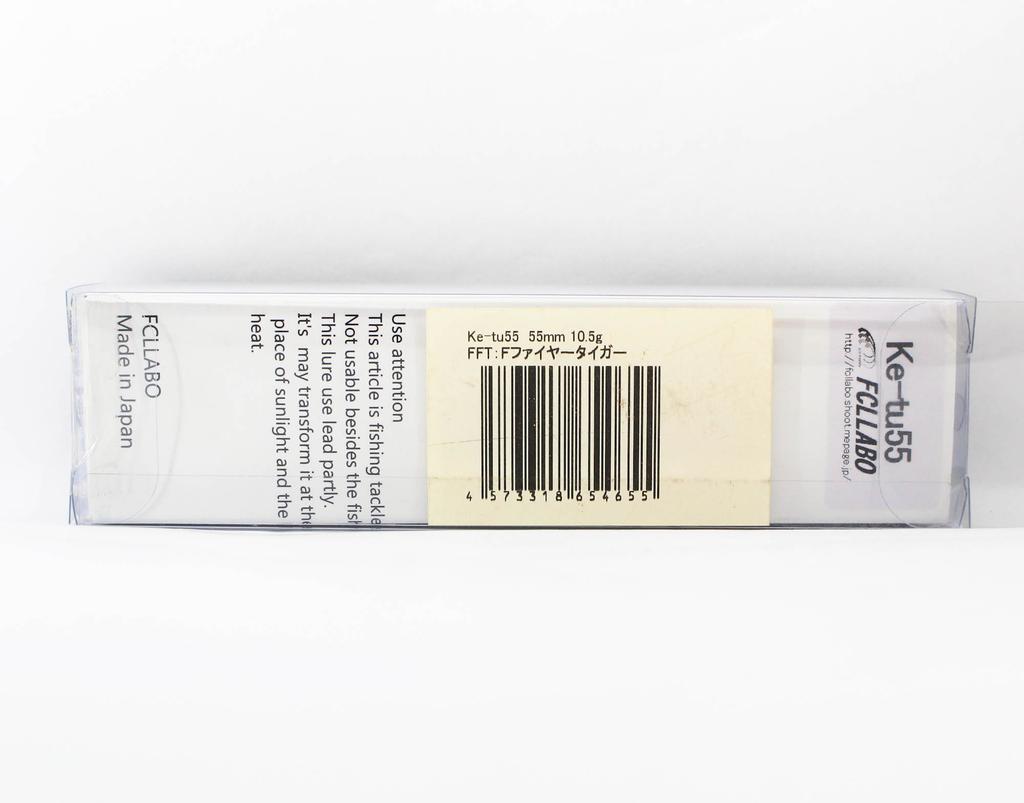 FCLLABO
Made in Japan
Use attention
This article is fishing tackle
Not usable besides the fish
This lure use lead partly.
It's may transform it at the
place of sunlight and the
heat.
Ke-tu55 55mm 10.5g
FFT:Fファイヤータイガー
4 573318 654655
Ke-tu55
FCLLABO
http://fcllabo.shoot.mepage.jp/